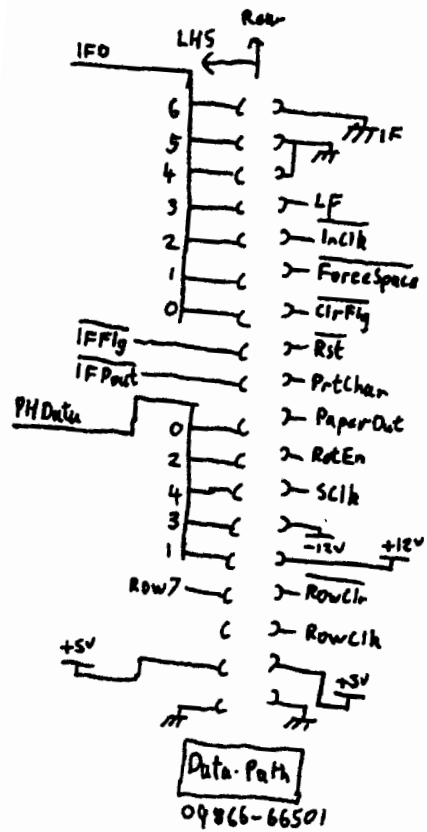 Rear
LHS
IFO
6
IF
5
4
3 LF
2 InClk
1 ForceSpace
0 ClrFlg
IFFlg Rst
IFPout PrtChar
PHData
0 PaperOut
2 RstEn
4 SClk
3 -12V
1 +12V
Row7 RowClr
RowClk
+5V
+5V
Data-Path
09866-66501